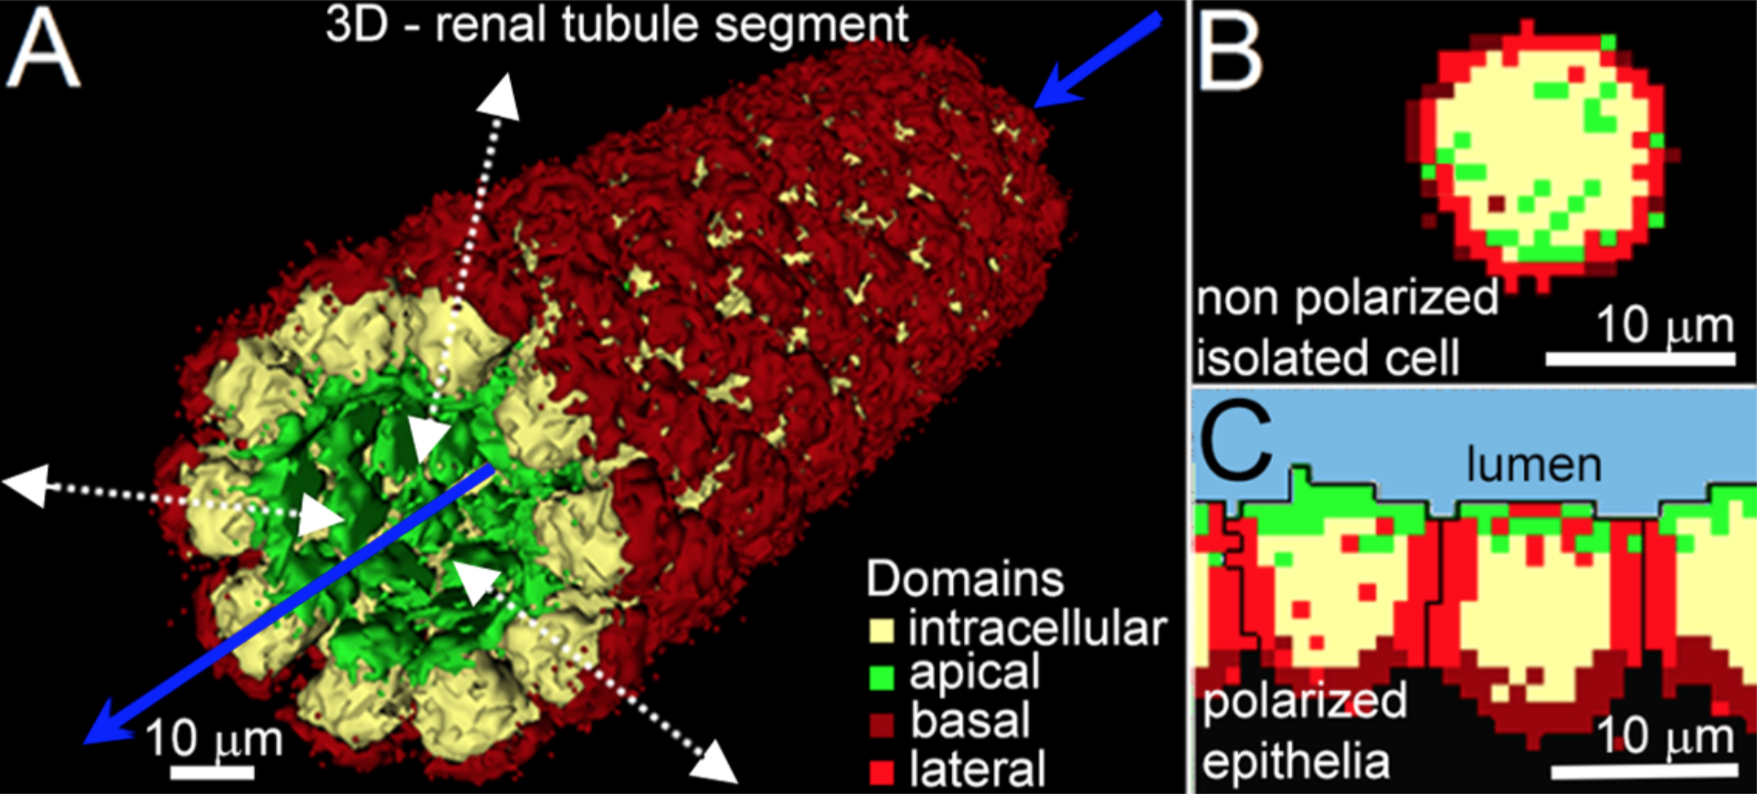 A
3D - renal tubule segment
Domains
intracellular
apical
basal
lateral
10 μm
B
non polarized
isolated cell
10 μm
C
lumen
polarized
epithelia
10 μm